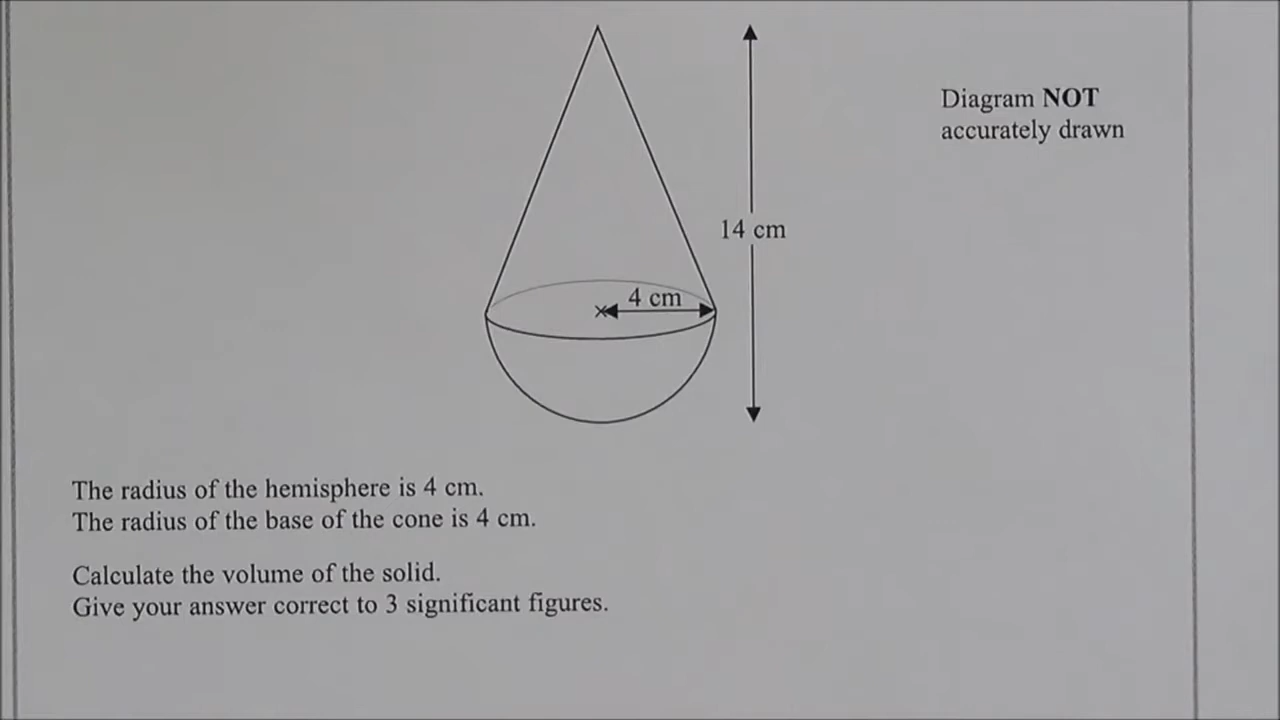 Diagram NOT
accurately drawn
14 cm
4 cm
The radius of the hemisphere is 4 cm.
The radius of the base of the cone is 4 cm.
Calculate the volume of the solid.
Give your answer correct to 3 significant figures.